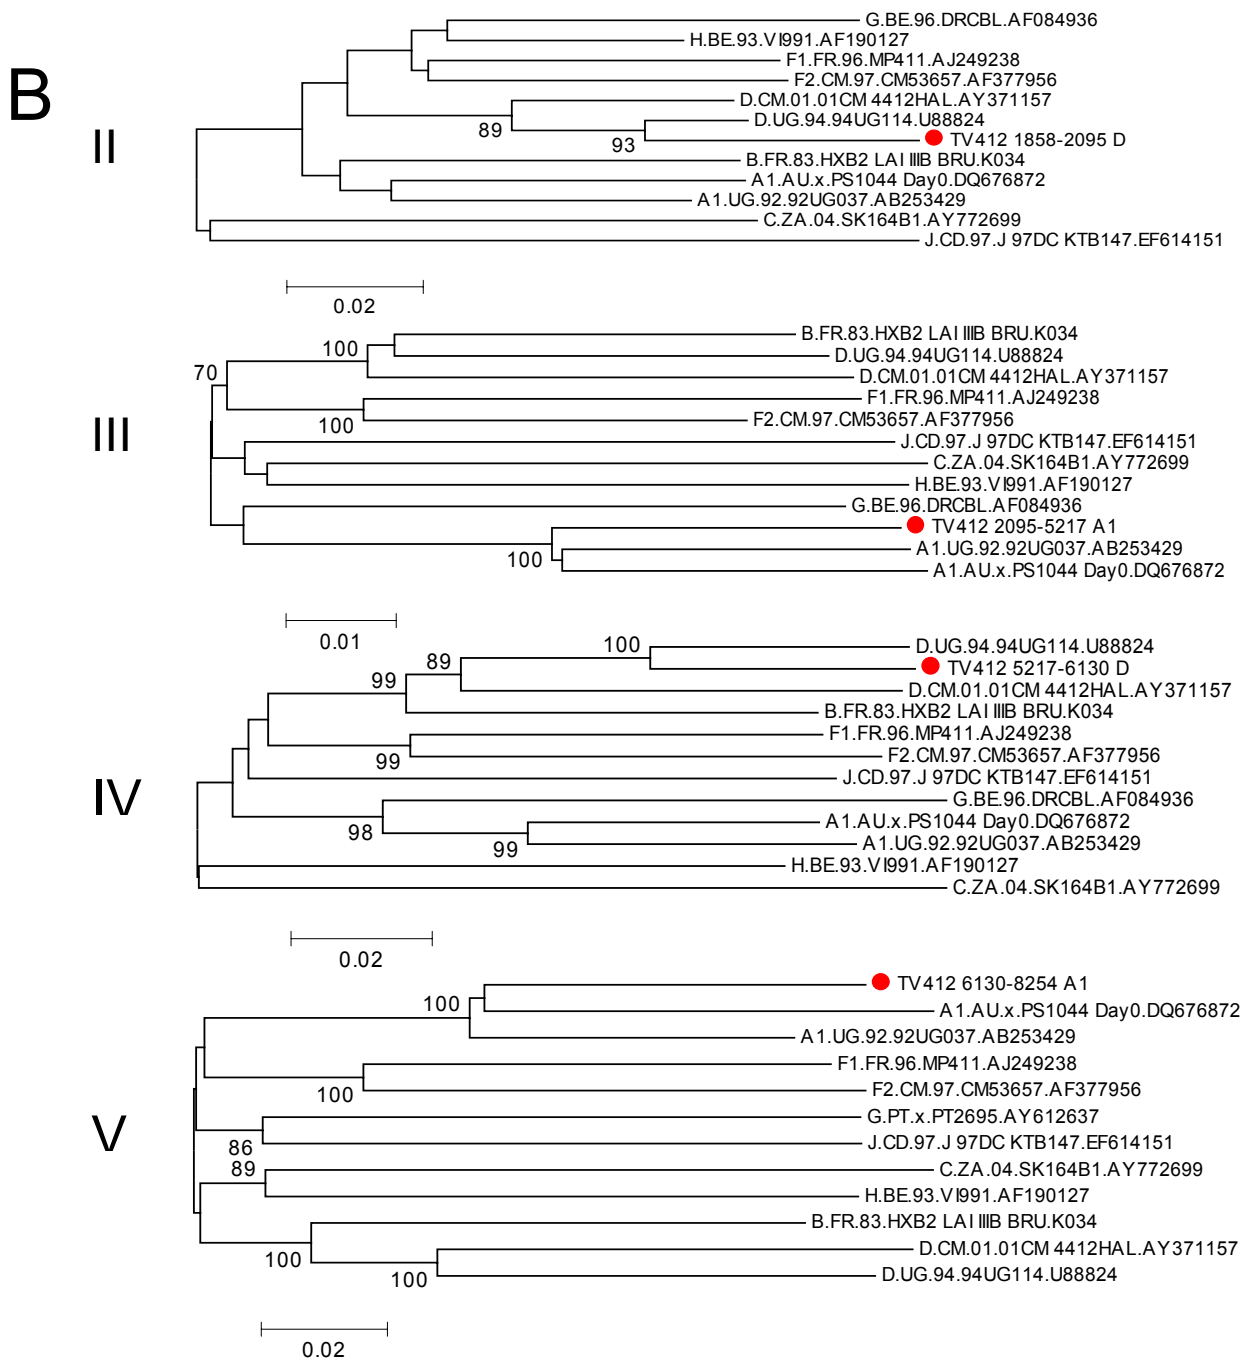 B
II
G.BE.96.DRCBL.AF084936
H.BE.93.VI991.AF190127
F1.FR.96.MP411.AJ249238
F2.CM.97.CM53657.AF377956
D.CM.01.01CM 4412HAL.AY371157
89
D.UG.94.94UG114.U88824
93
TV412 1858-2095 D
B.FR.83.HXB2 LAI IIIB BRU.K034
A1.AU.x.PS1044 Day0.DQ676872
A1.UG.92.92UG037.AB253429
C.ZA.04.SK164B1.AY772699
J.CD.97.J 97DC KTB147.EF614151
0.02
III
B.FR.83.HXB2 LAI IIIB BRU.K034
100
D.UG.94.94UG114.U88824
70
D.CM.01.01CM 4412HAL.AY371157
F1.FR.96.MP411.AJ249238
100
F2.CM.97.CM53657.AF377956
J.CD.97.J 97DC KTB147.EF614151
C.ZA.04.SK164B1.AY772699
H.BE.93.VI991.AF190127
G.BE.96.DRCBL.AF084936
TV412 2095-5217 A1
A1.UG.92.92UG037.AB253429
100
A1.AU.x.PS1044 Day0.DQ676872
0.01
IV
100
D.UG.94.94UG114.U88824
89
TV412 5217-6130 D
99
D.CM.01.01CM 4412HAL.AY371157
B.FR.83.HXB2 LAI IIIB BRU.K034
F1.FR.96.MP411.AJ249238
99
F2.CM.97.CM53657.AF377956
J.CD.97.J 97DC KTB147.EF614151
G.BE.96.DRCBL.AF084936
A1.AU.x.PS1044 Day0.DQ676872
98
A1.UG.92.92UG037.AB253429
99
H.BE.93.VI991.AF190127
C.ZA.04.SK164B1.AY772699
0.02
V
TV412 6130-8254 A1
100
A1.AU.x.PS1044 Day0.DQ676872
A1.UG.92.92UG037.AB253429
F1.FR.96.MP411.AJ249238
100
F2.CM.97.CM53657.AF377956
G.PT.x.PT2695.AY612637
86
J.CD.97.J 97DC KTB147.EF614151
89
C.ZA.04.SK164B1.AY772699
H.BE.93.VI991.AF190127
B.FR.83.HXB2 LAI IIIB BRU.K034
100
D.CM.01.01CM 4412HAL.AY371157
100
D.UG.94.94UG114.U88824
0.02